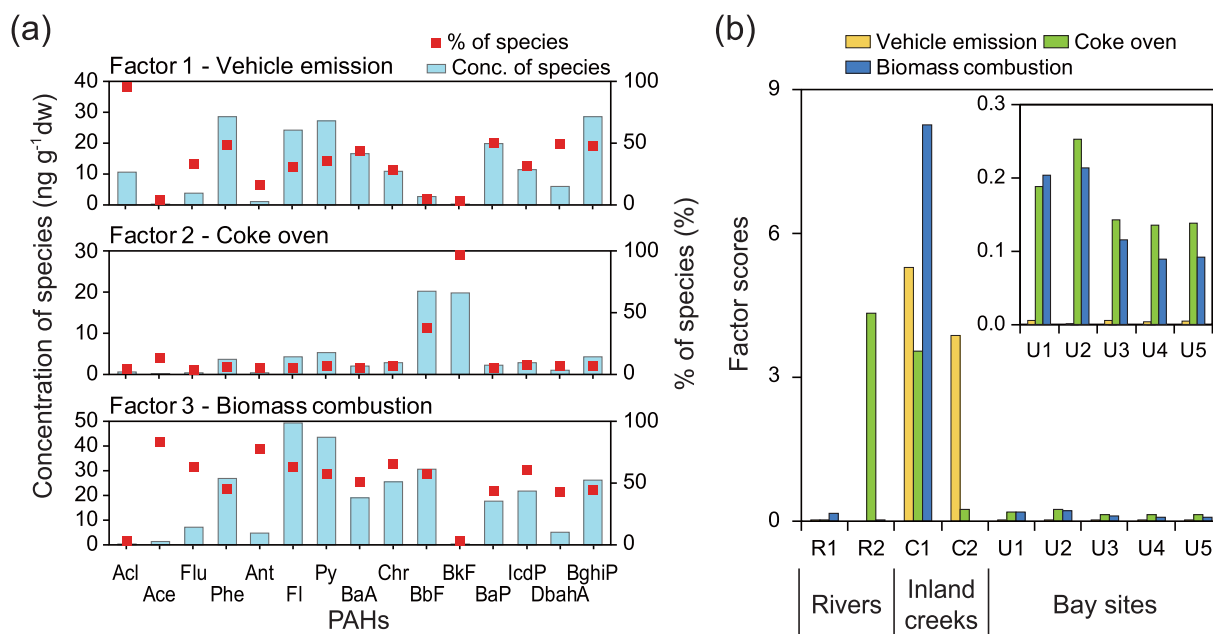 (a)
% of species
Conc. of species
Factor 1 - Vehicle emission
40
30
20
10
0
100
50
0
Factor 2 - Coke oven
30
20
10
0
100
50
0
Factor 3 - Biomass combustion
50
40
30
20
10
0
100
50
0
Concentration of species (ng g⁻¹dw)
% of species (%)
Acl Flu Ant Py Chr BkF IcdP BghiP
Ace Phe Fl BaA BbF BaP DbahA
PAHs
(b)
Vehicle emission Coke oven
Biomass combustion
Factor scores
9
6
3
0
0.3
0.2
0.1
0.0
U1 U2 U3 U4 U5
R1 R2 C1 C2 U1 U2 U3 U4 U5
Rivers Inland creeks Bay sites